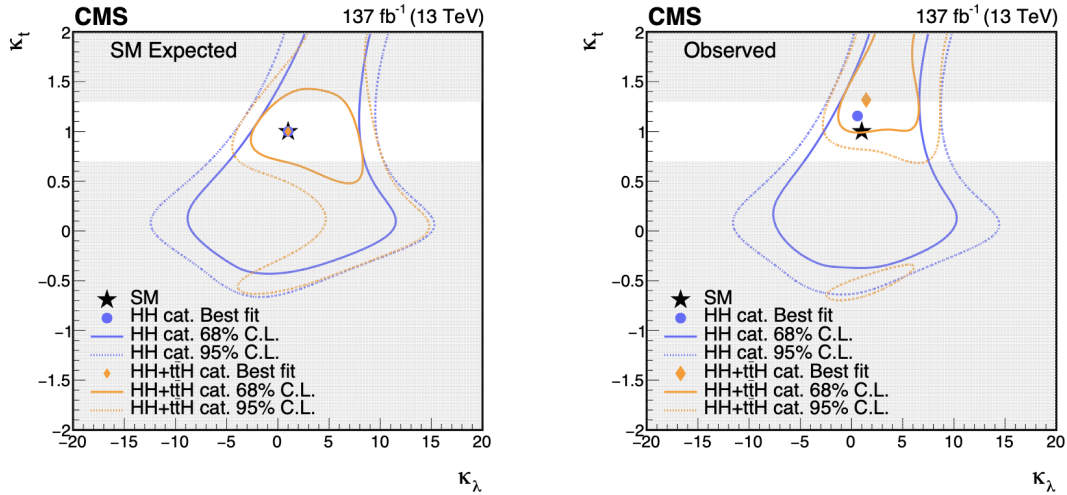 CMS 137 fb⁻¹ (13 TeV)
κt
2
SM Expected
1.5
1
0.5
0
−0.5
SM
HH cat. Best fit
−1
HH cat. 68% C.L.
HH cat. 95% C.L.
HH+tt̄H cat. Best fit
−1.5
HH+tt̄H cat. 68% C.L.
HH+tt̄H cat. 95% C.L.
−2
−20 −15 −10 −5 0 5 10 15 20
κλ
CMS 137 fb⁻¹ (13 TeV)
κt
2
Observed
1.5
1
0.5
0
−0.5
SM
HH cat. Best fit
−1
HH cat. 68% C.L.
HH cat. 95% C.L.
HH+tt̄H cat. Best fit
−1.5
HH+tt̄H cat. 68% C.L.
HH+tt̄H cat. 95% C.L.
−2
−20 −15 −10 −5 0 5 10 15 20
κλ